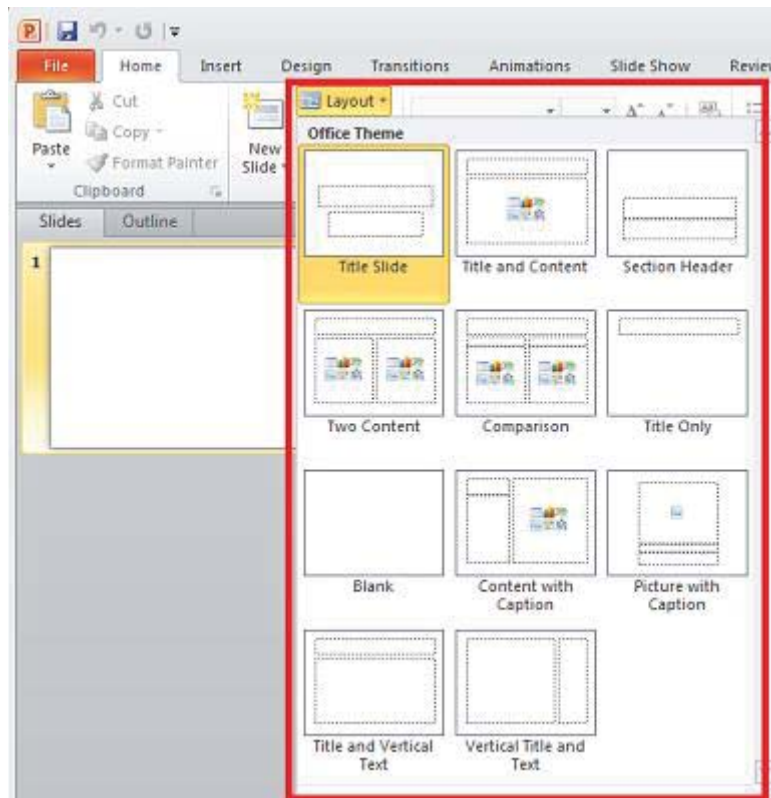 P
File Home Insert Design Transitions Animations Slide Show Review
Cut
Copy
Format Painter
Paste
New
Slide
Clipboard
Layout
Office Theme
Title Slide Title and Content Section Header
Two Content Comparison Title Only
Blank Content with
Caption Picture with
Caption
Title and Vertical
Text Vertical Title and
Text
Slides Outline
1